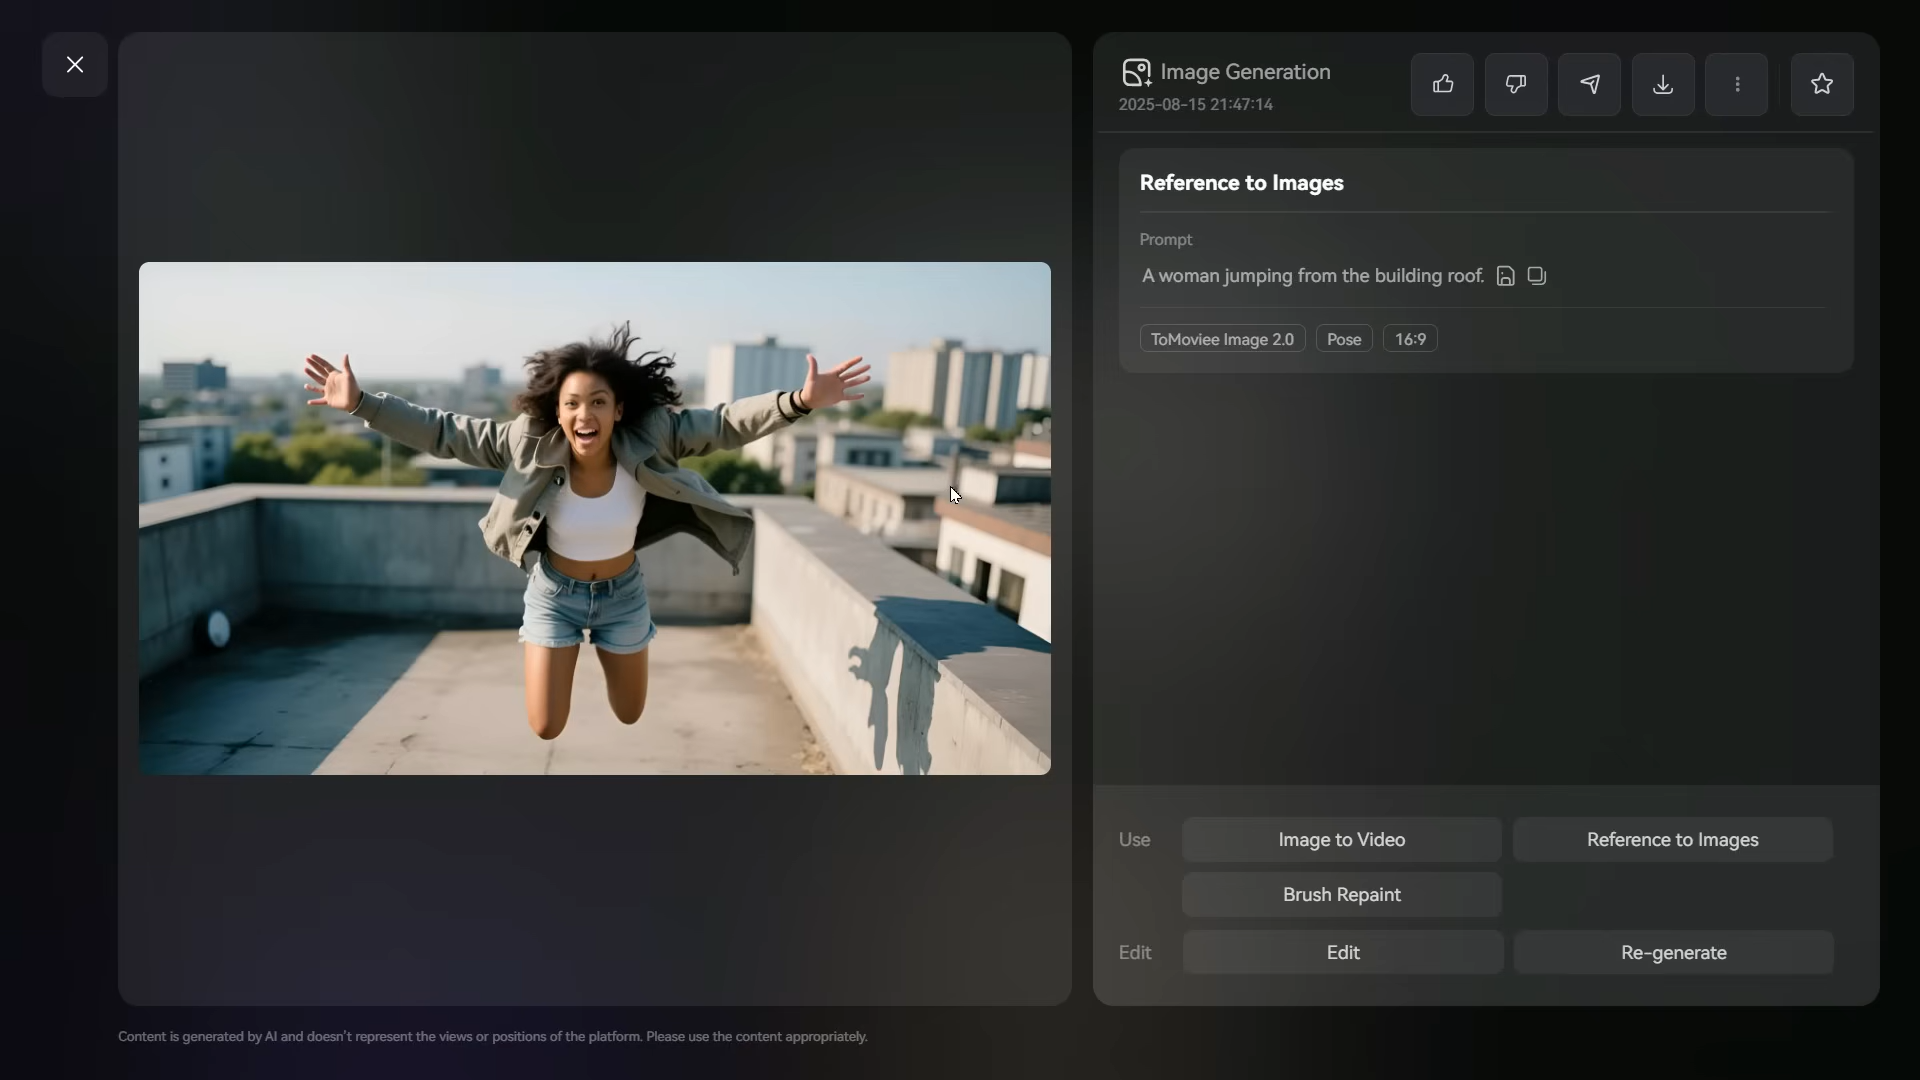 Image Generation
2025-08-15 21:47:14
Reference to Images
Prompt
A woman jumping from the building roof.
ToMoviee Image 2.0
Pose
16:9
Use
Image to Video
Reference to Images
Brush Repaint
Edit
Edit
Re-generate
Content is generated by AI and doesn't represent the views or positions of the platform. Please use the content appropriately.